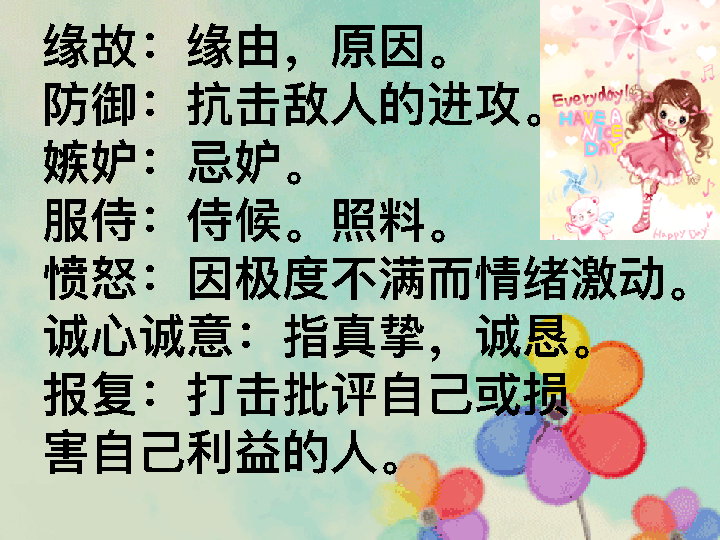 缘故：缘由，原因。
防御：抗击敌人的进攻。
嫉妒：忌妒。
服侍：侍候。照料。
愤怒：因极度不满而情绪激动。
诚心诚意：指真挚，诚恳。
报复：打击批评自己或损
害自己利益的人。
Everyday!
HAVE A
NICE
DAY
Happy Day!